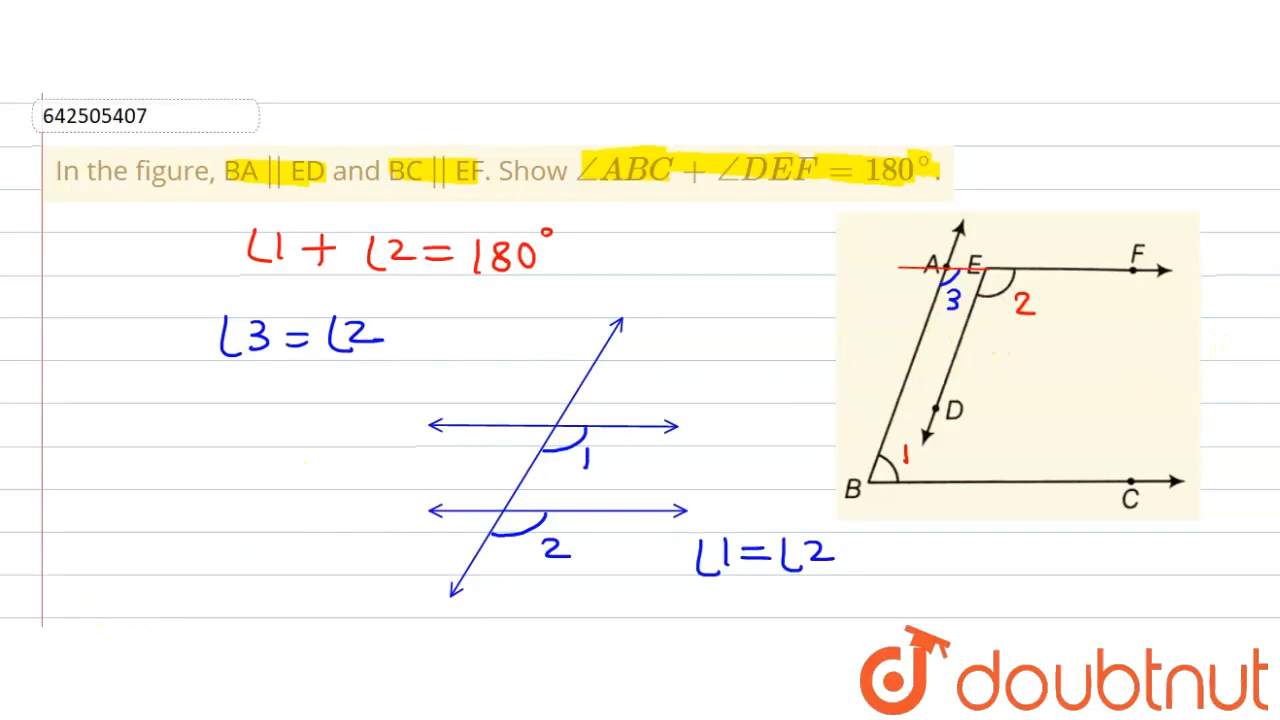 642505407
In the figure, BA || ED and BC || EF. Show ∠ABC + ∠DEF = 180°.
∠1 + ∠2 = 180°
∠3 = ∠2
A E F
3 2
D
1
B
C
1
2
∠1 = ∠2
doubtnut